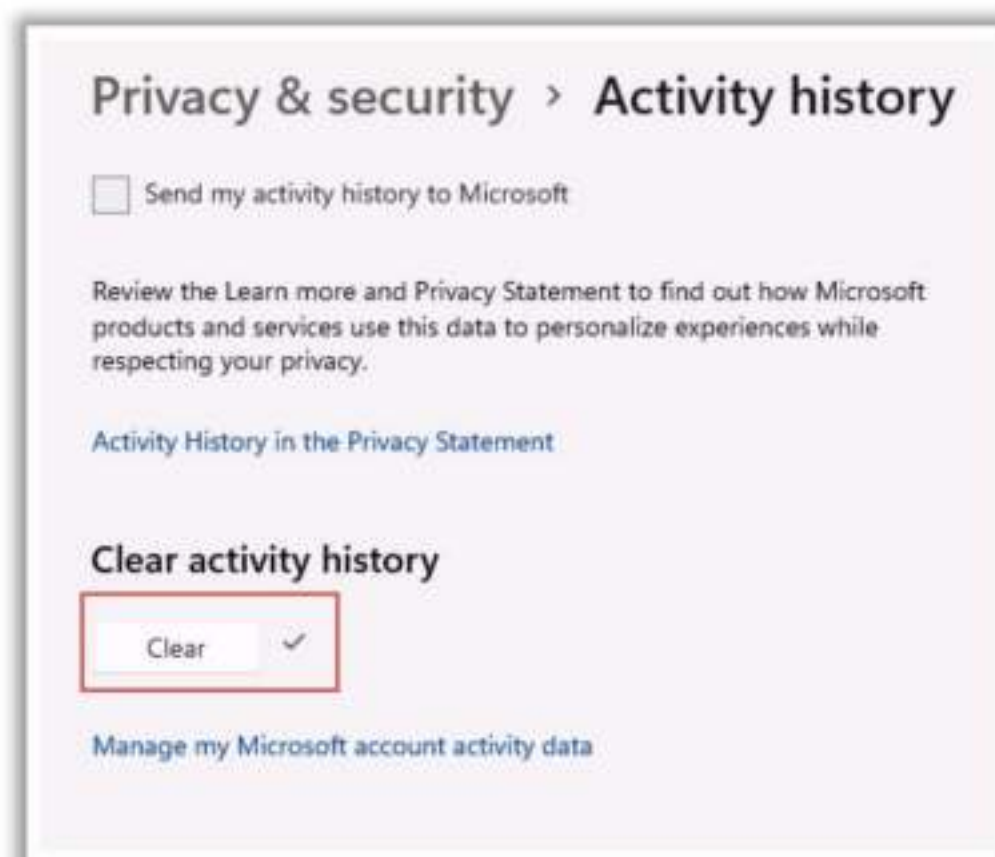 Privacy & security > Activity history
Send my activity history to Microsoft
Review the Learn more and Privacy Statement to find out how Microsoft
products and services use this data to personalize experiences while
respecting your privacy.
Activity History in the Privacy Statement
Clear activity history
Clear
Manage my Microsoft account activity data